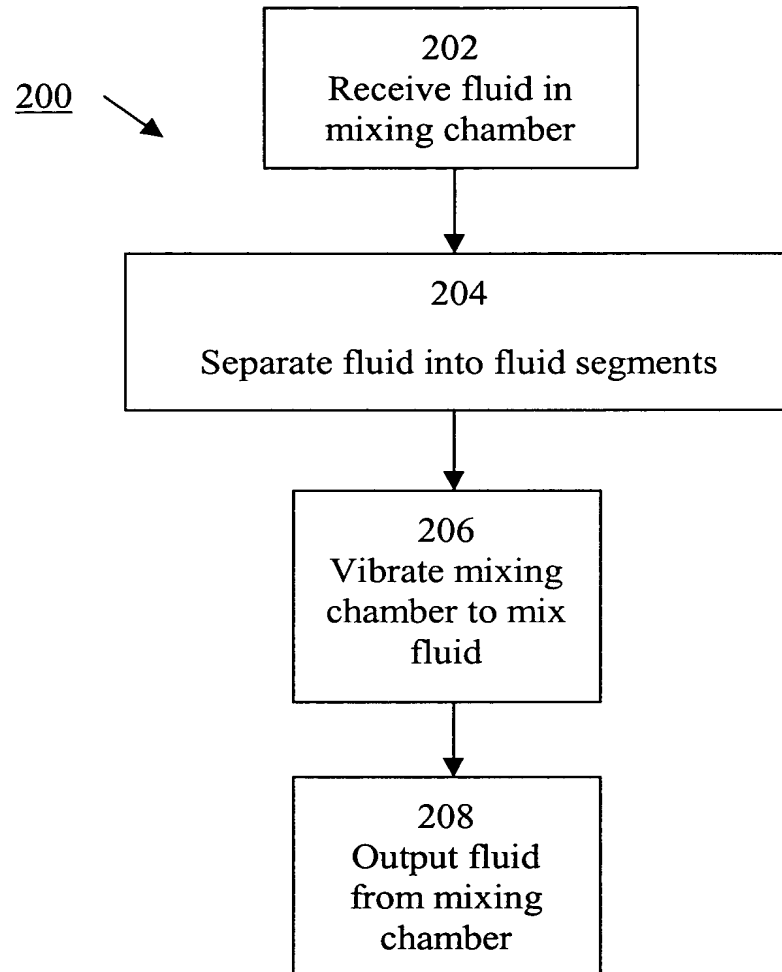 200
202
Receive fluid in
mixing chamber
204
Separate fluid into fluid segments
206
Vibrate mixing
chamber to mix
fluid
208
Output fluid
from mixing
chamber